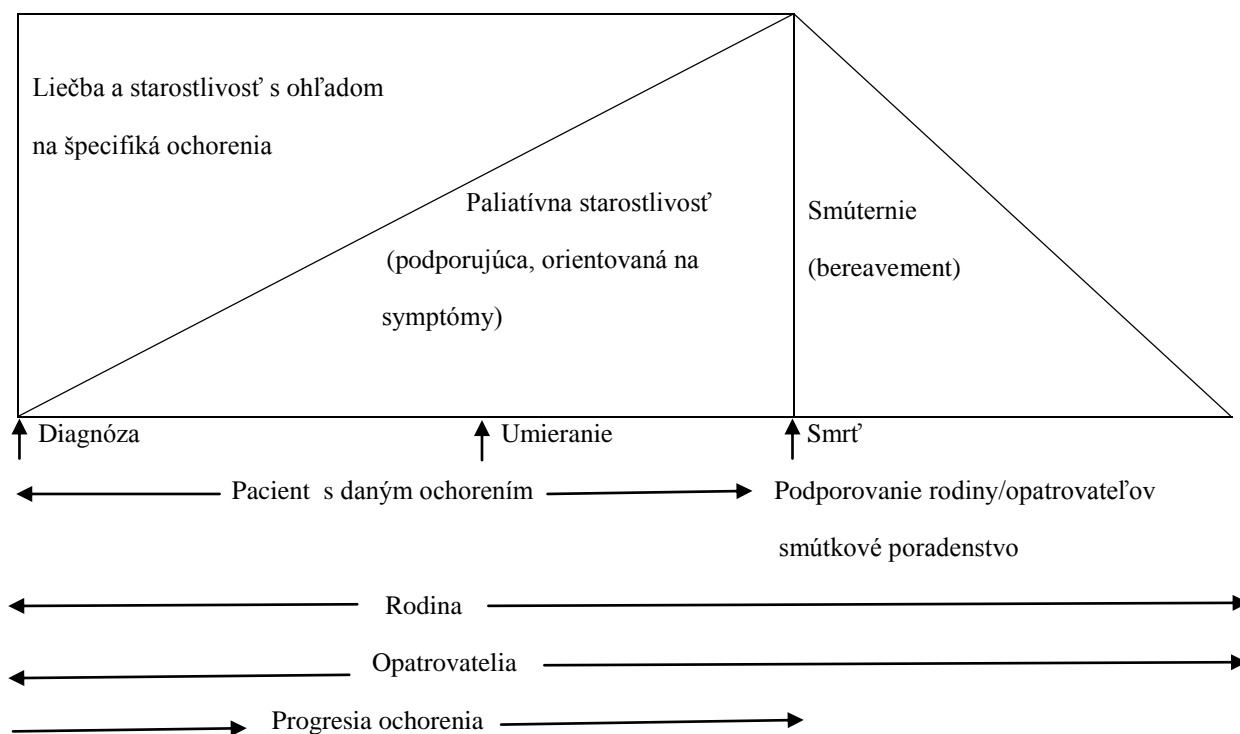 Liečba a starostlivosť s ohľadom
na špecifiká ochorenia
Paliatívna starostlivosť
(podporujúca, orientovaná na
symptómy)
Smúternie
(bereavement)
Diagnóza
Umieranie
Smrť
Pacient s daným ochorením
Podporovanie rodiny/opatrovateľov
smútkové poradenstvo
Rodina
Opatrovatelia
Progresia ochorenia